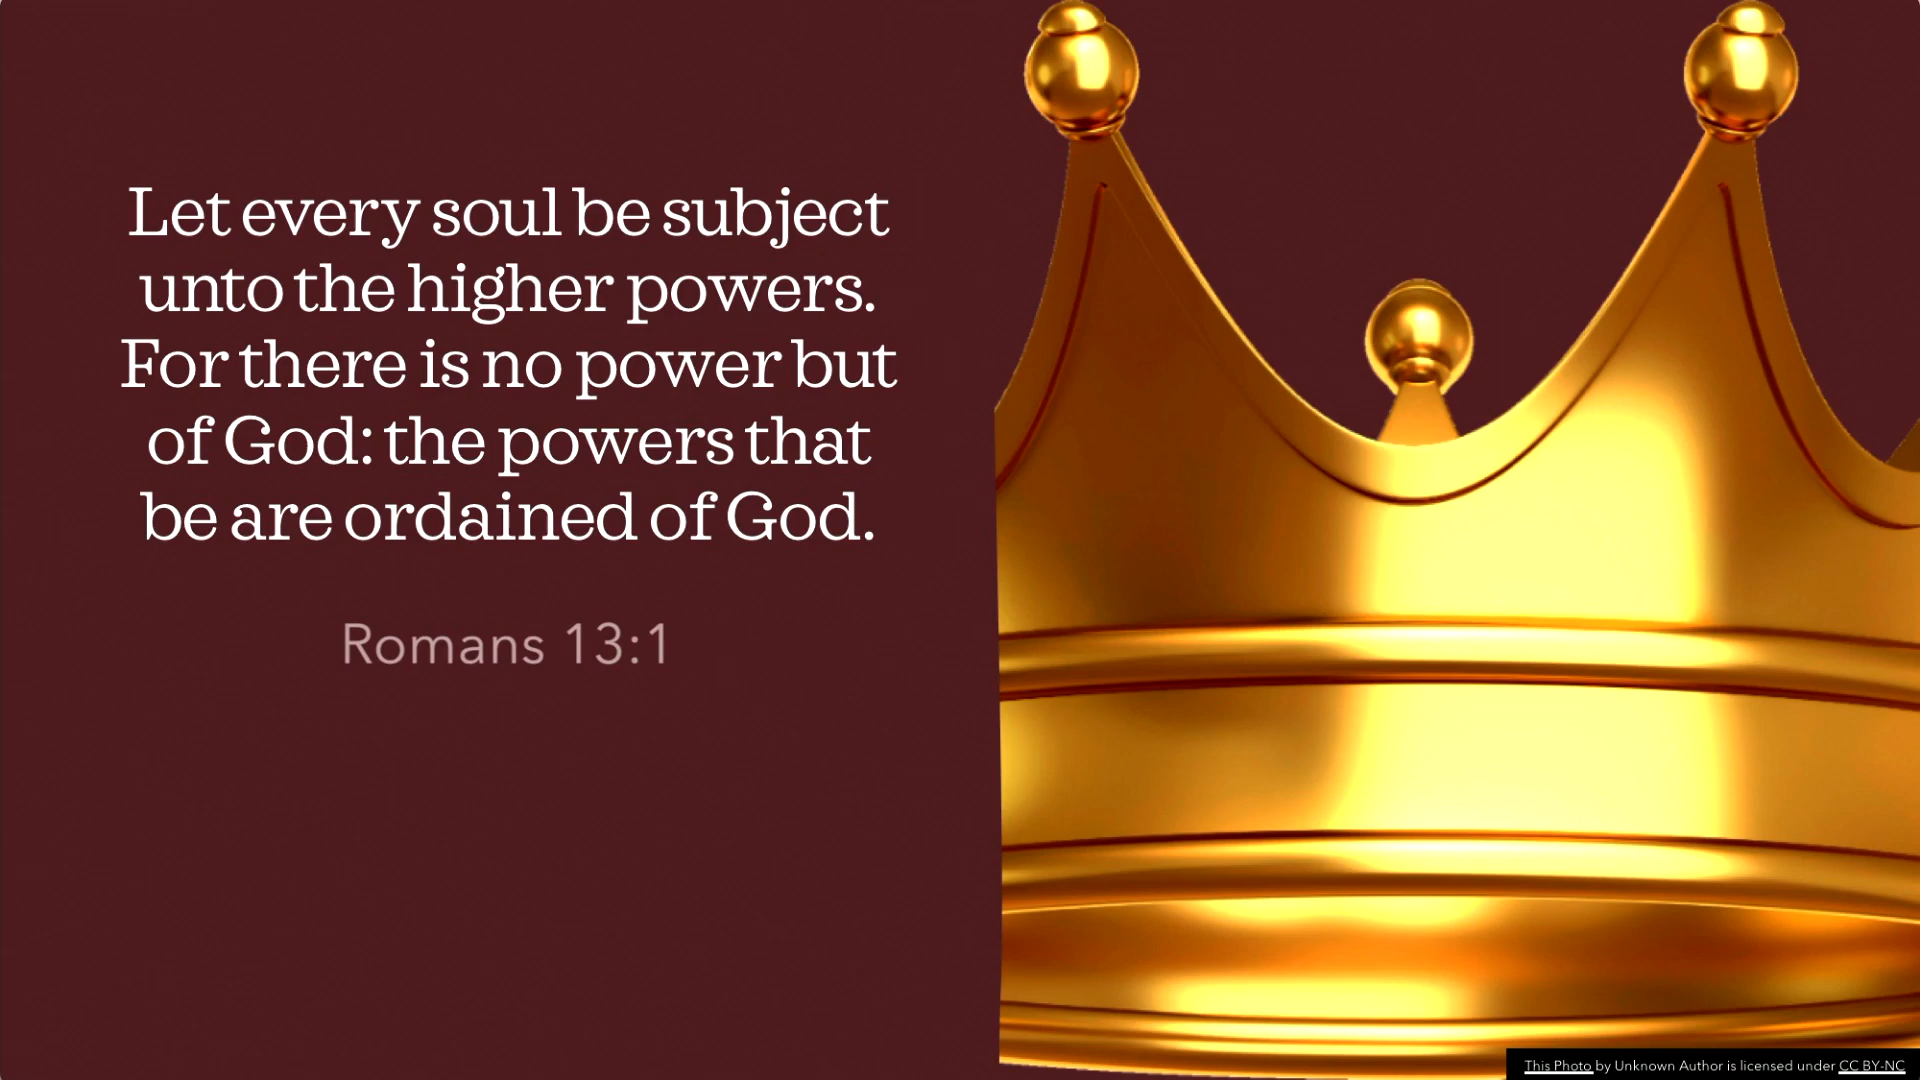 Let every soul be subject
unto the higher powers.
For there is no power but
of God: the powers that
be are ordained of God.
Romans 13:1
This Photo by Unknown Author is licensed under CC BY-NC